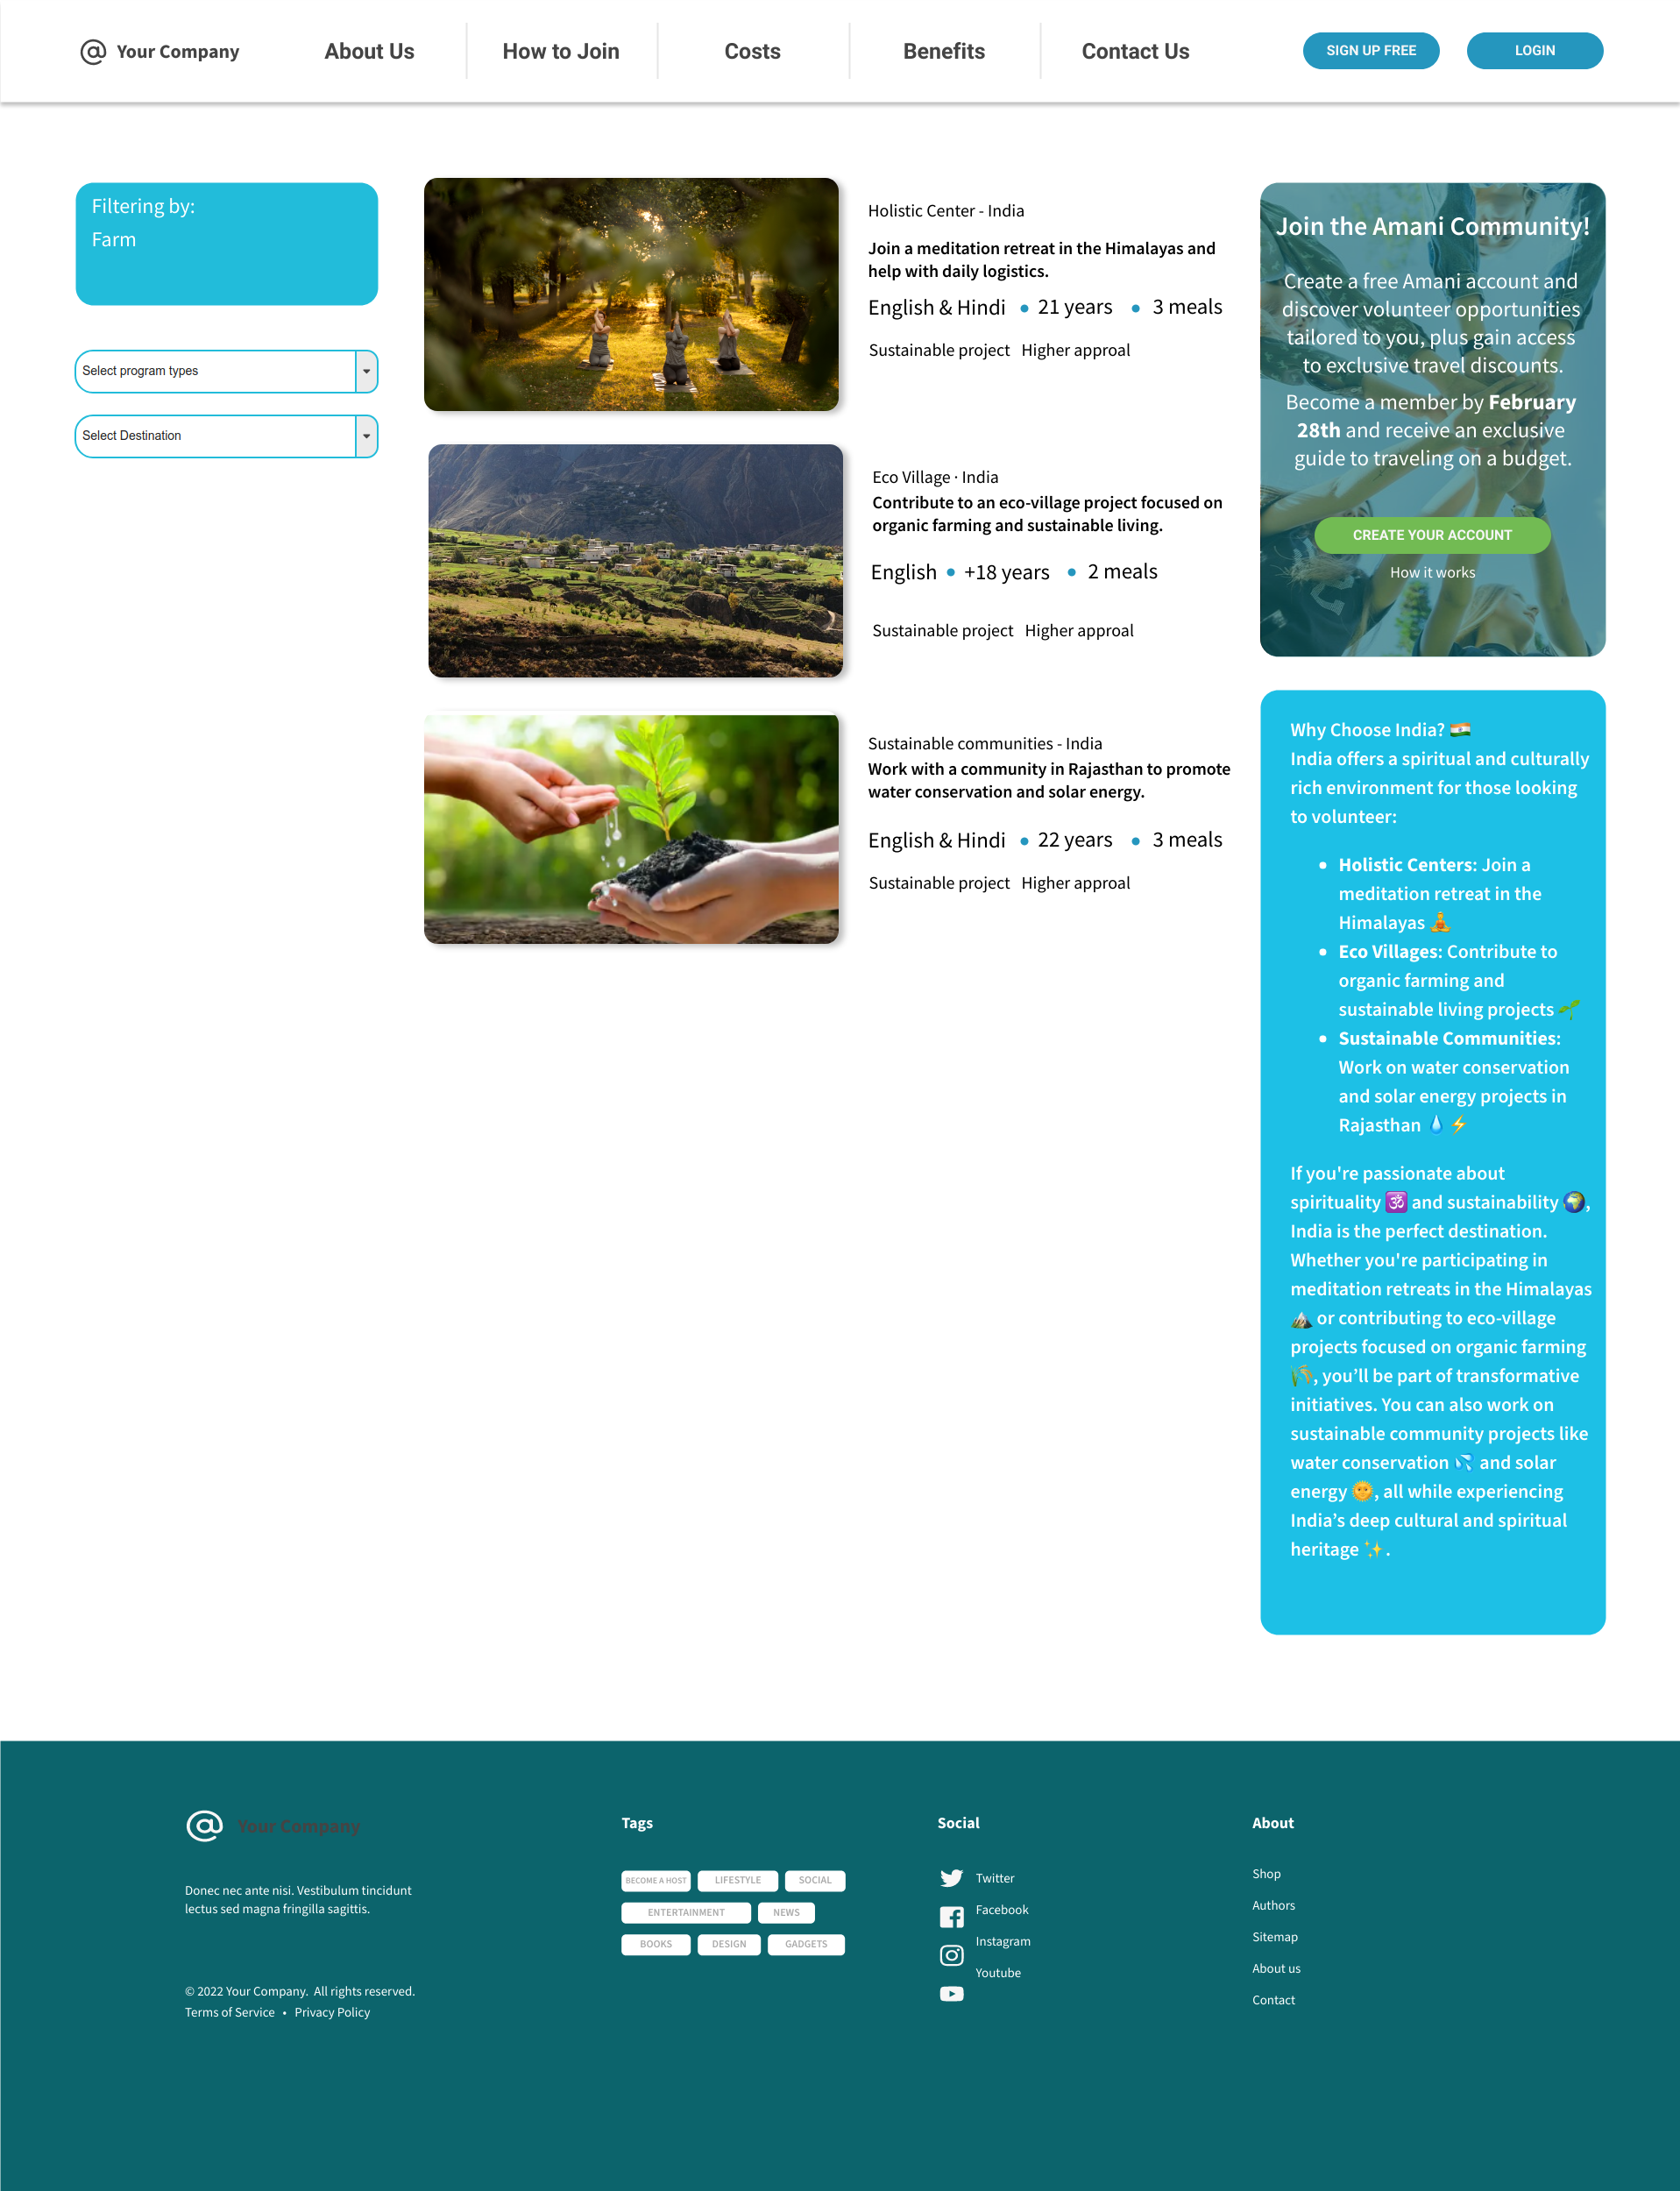 Your Company
About Us
How to Join
Costs
Benefits
Contact Us
SIGN UP FREE
LOGIN
Filtering by:
Farm
Select program types
Select Destination
Holistic Center - India
Join a meditation retreat in the Himalayas and
help with daily logistics.
English & Hindi • 21 years • 3 meals
Sustainable project Higher approal
Eco Village · India
Contribute to an eco-village project focused on
organic farming and sustainable living.
English • +18 years • 2 meals
Sustainable project Higher approal
Sustainable communities - India
Work with a community in Rajasthan to promote
water conservation and solar energy.
English & Hindi • 22 years • 3 meals
Sustainable project Higher approal
Join the Amani Community!
Create a free Amani account and
discover volunteer opportunities
tailored to you, plus gain access
to exclusive travel discounts.
Become a member by February
28th and receive an exclusive
guide to traveling on a budget.
CREATE YOUR ACCOUNT
How it works
Why Choose India? 🇮🇳
India offers a spiritual and culturally
rich environment for those looking
to volunteer:
• Holistic Centers: Join a
meditation retreat in the
Himalayas 🧘
• Eco Villages: Contribute to
organic farming and
sustainable living projects 🌱
• Sustainable Communities:
Work on water conservation
and solar energy projects in
Rajasthan 💧⚡
If you're passionate about
spirituality 🕉️ and sustainability 🌍,
India is the perfect destination.
Whether you're participating in
meditation retreats in the Himalayas
🏔️ or contributing to eco-village
projects focused on organic farming
🌾, you’ll be part of transformative
initiatives. You can also work on
sustainable community projects like
water conservation 💦 and solar
energy 🌞, all while experiencing
India’s deep cultural and spiritual
heritage ✨.
Your Company
Donec nec ante nisi. Vestibulum tincidunt
lectus sed magna fringilla sagittis.
© 2022 Your Company. All rights reserved.
Terms of Service • Privacy Policy
Tags
BECOME A HOST
LIFESTYLE
SOCIAL
ENTERTAINMENT
NEWS
BOOKS
DESIGN
GADGETS
Social
Twitter
Facebook
Instagram
Youtube
About
Shop
Authors
Sitemap
About us
Contact